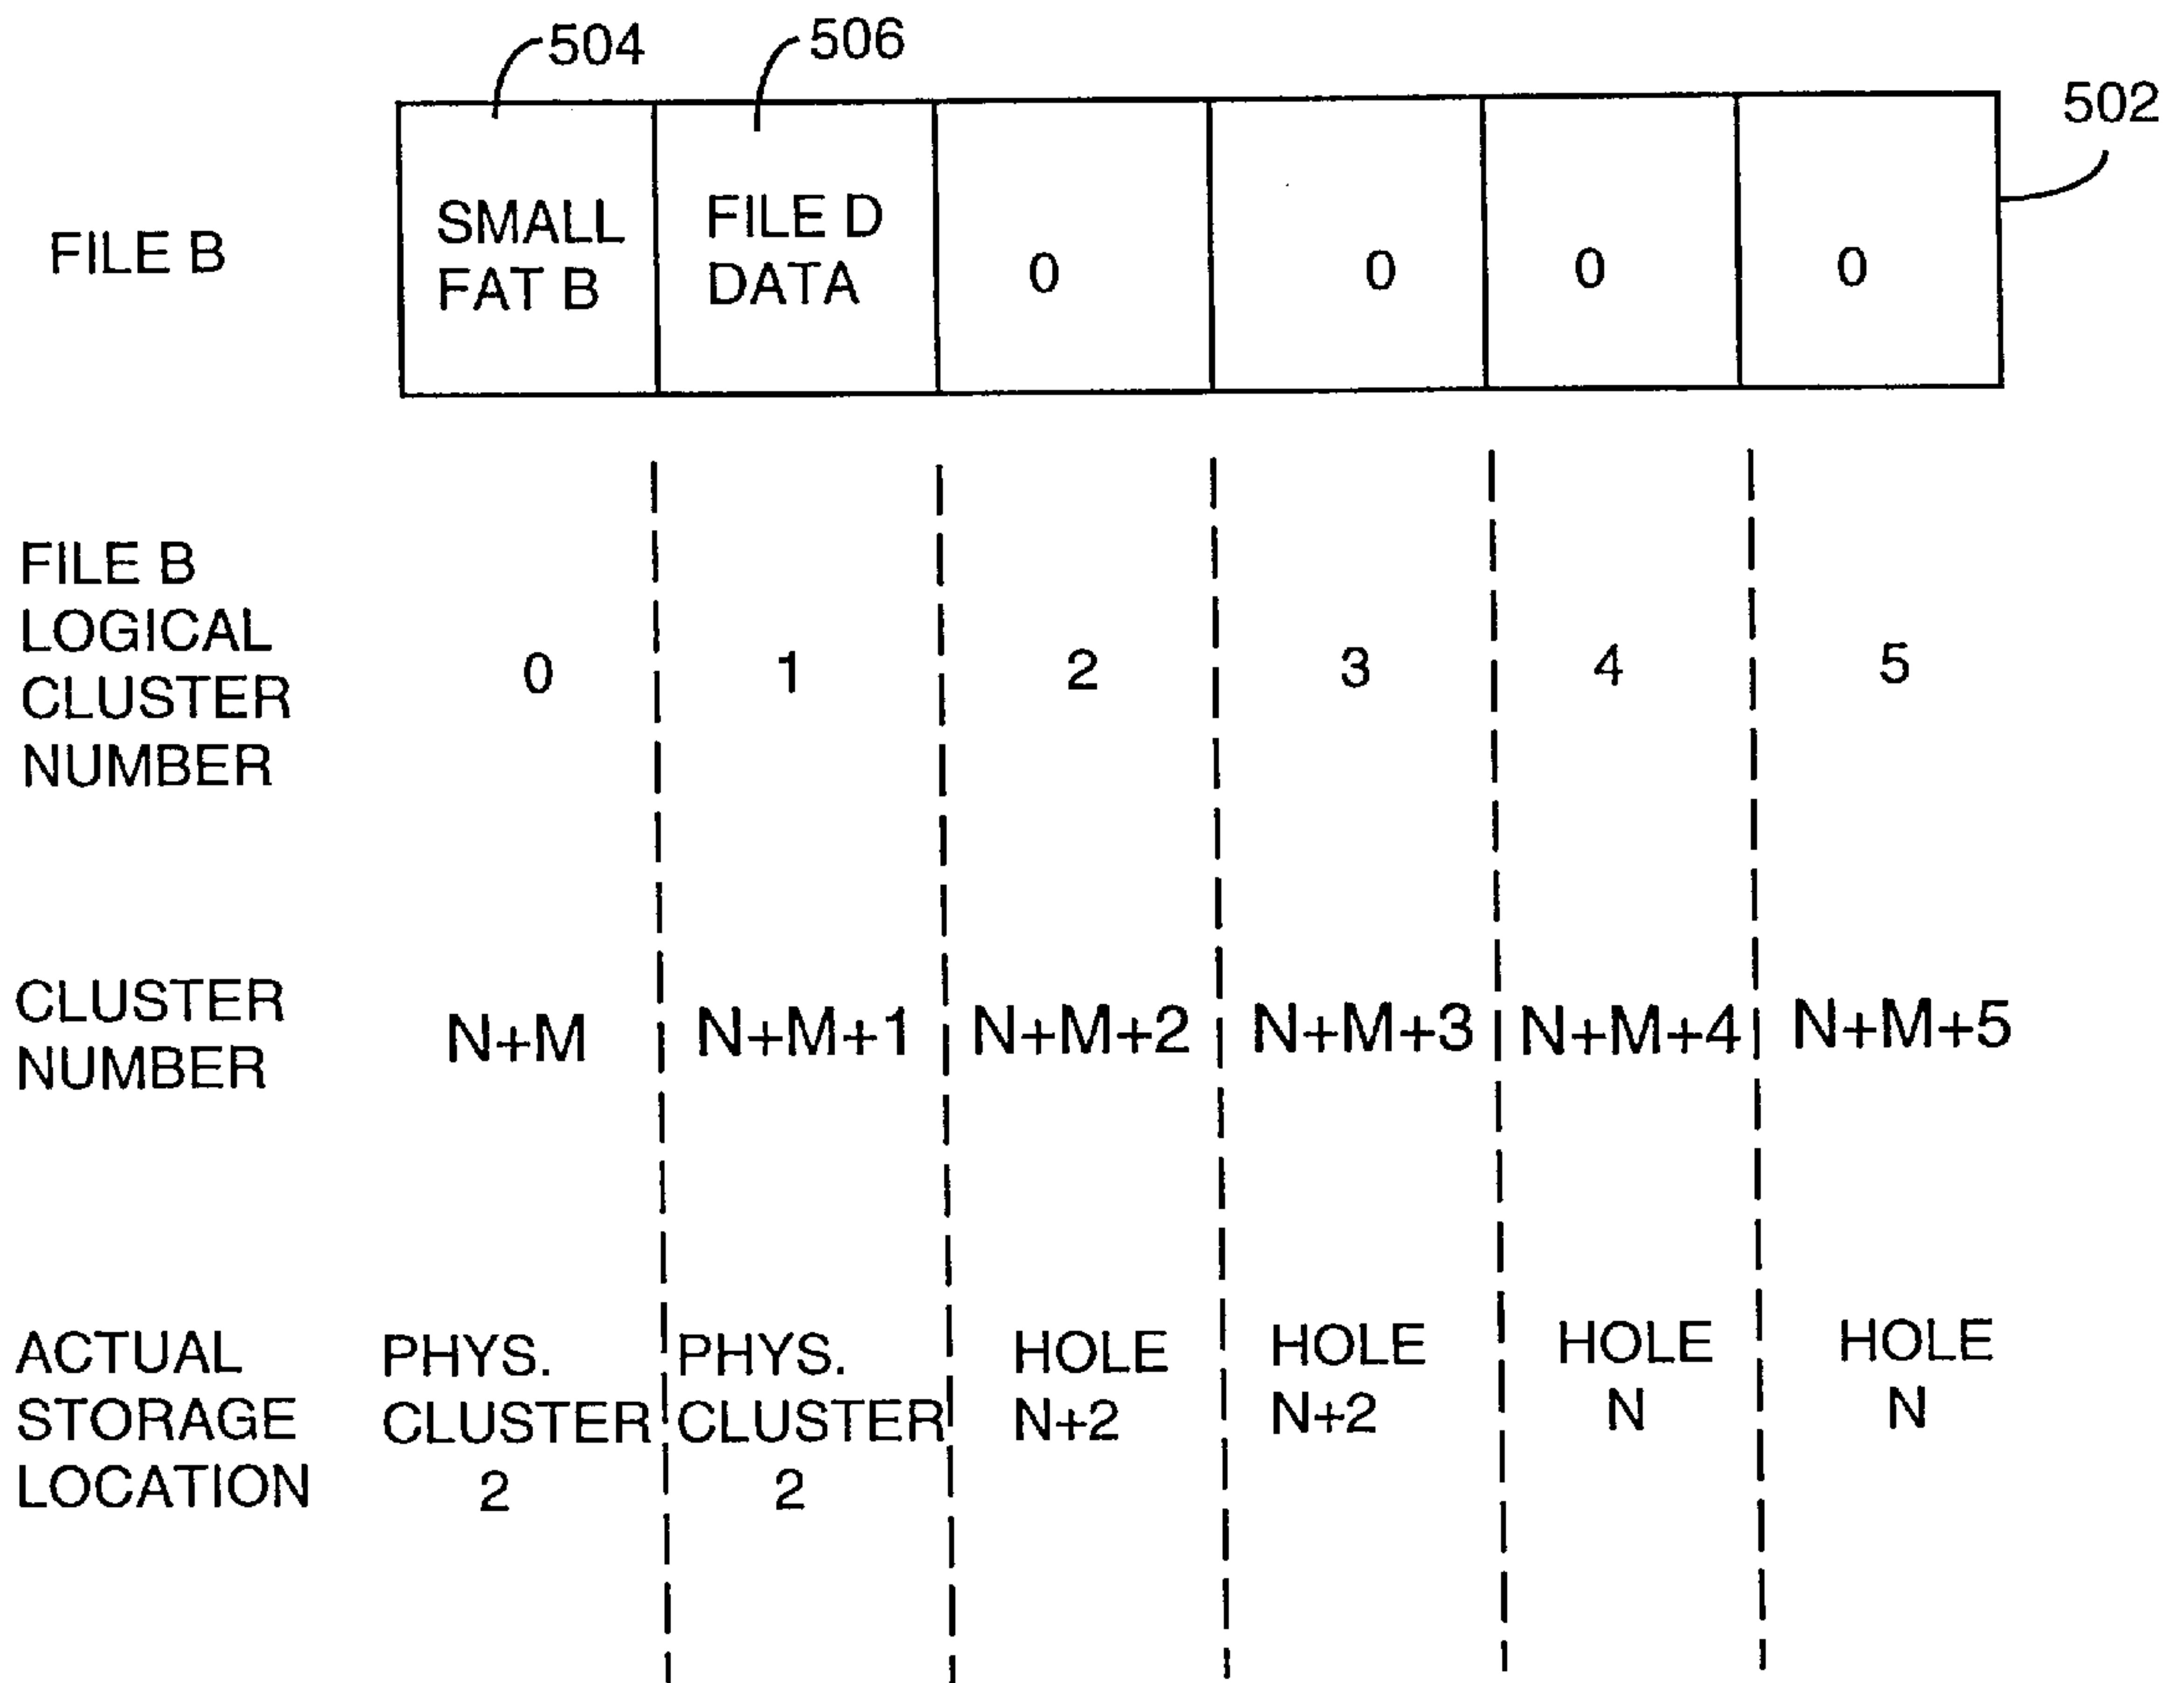 504
506
502
FILE B
SMALL
FAT B
FILE D
DATA
0
0
0
0
FILE B
LOGICAL
CLUSTER
NUMBER
0
1
2
3
4
5
CLUSTER
NUMBER
N+M
N+M+1
N+M+2
N+M+3
N+M+4
N+M+5
ACTUAL
STORAGE
LOCATION
PHYS.
CLUSTER
2
PHYS.
CLUSTER
2
HOLE
N+2
HOLE
N+2
HOLE
N
HOLE
N